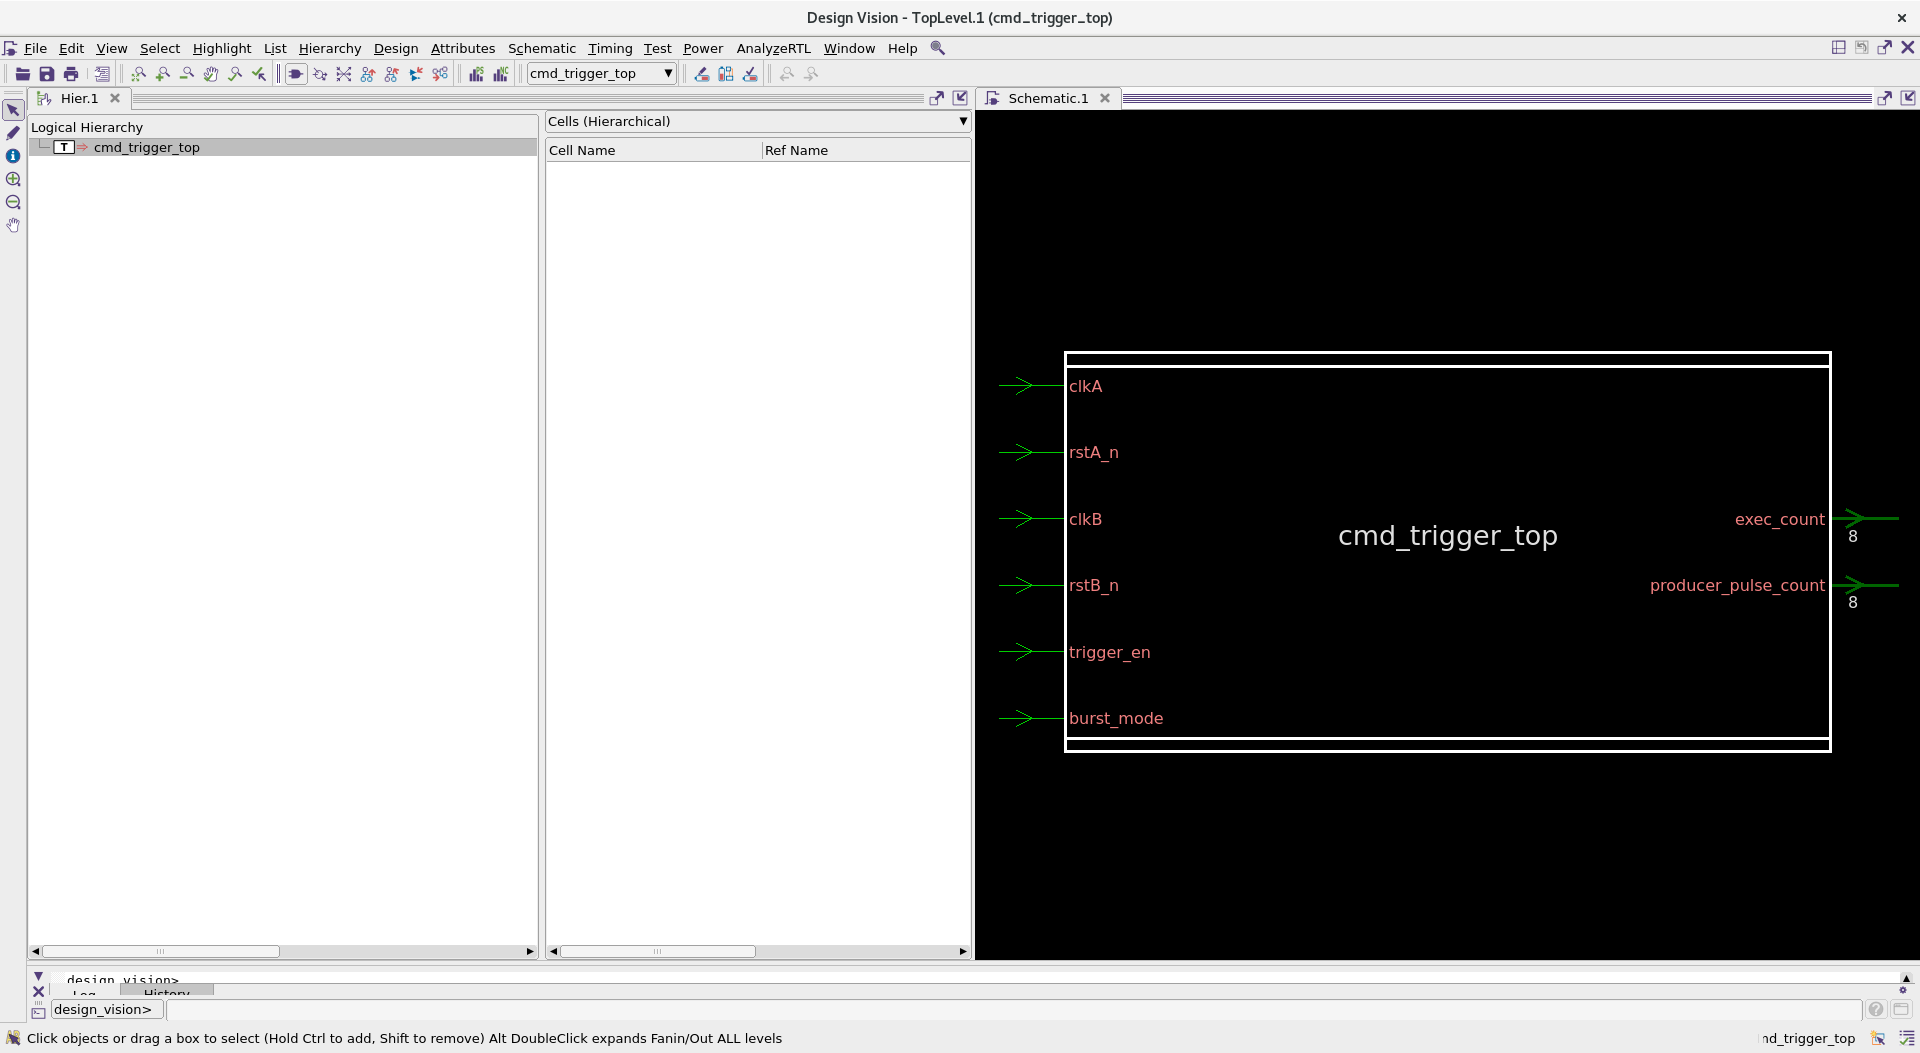 Design Vision - TopLevel.1 (cmd_trigger_top)
File Edit View Select Highlight List Hierarchy Design Attributes Schematic Timing Test Power AnalyzeRTL Window Help
cmd_trigger_top
Hier.1
Schematic.1
Logical Hierarchy
T cmd_trigger_top
Cells (Hierarchical)
Cell Name Ref Name
clkA
rstA_n
clkB
rstB_n
trigger_en
burst_mode
cmd_trigger_top
exec_count
8
producer_pulse_count
8
design_vision>
Log History
design_vision>
Click objects or drag a box to select (Hold Ctrl to add, Shift to remove) Alt DoubleClick expands Fanin/Out ALL levels
nd_trigger_top